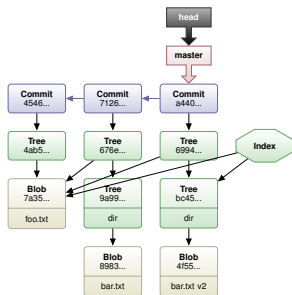 head
master
Commit
4546...
Commit
7126...
Commit
a440...
Tree
4ab5...
Tree
676e...
Tree
6994...
Index
Blob
7a35...
foo.txt
Tree
9a99...
dir
Tree
bc45...
dir
Blob
8983...
bar.txt
Blob
4f55...
bar.txt v2